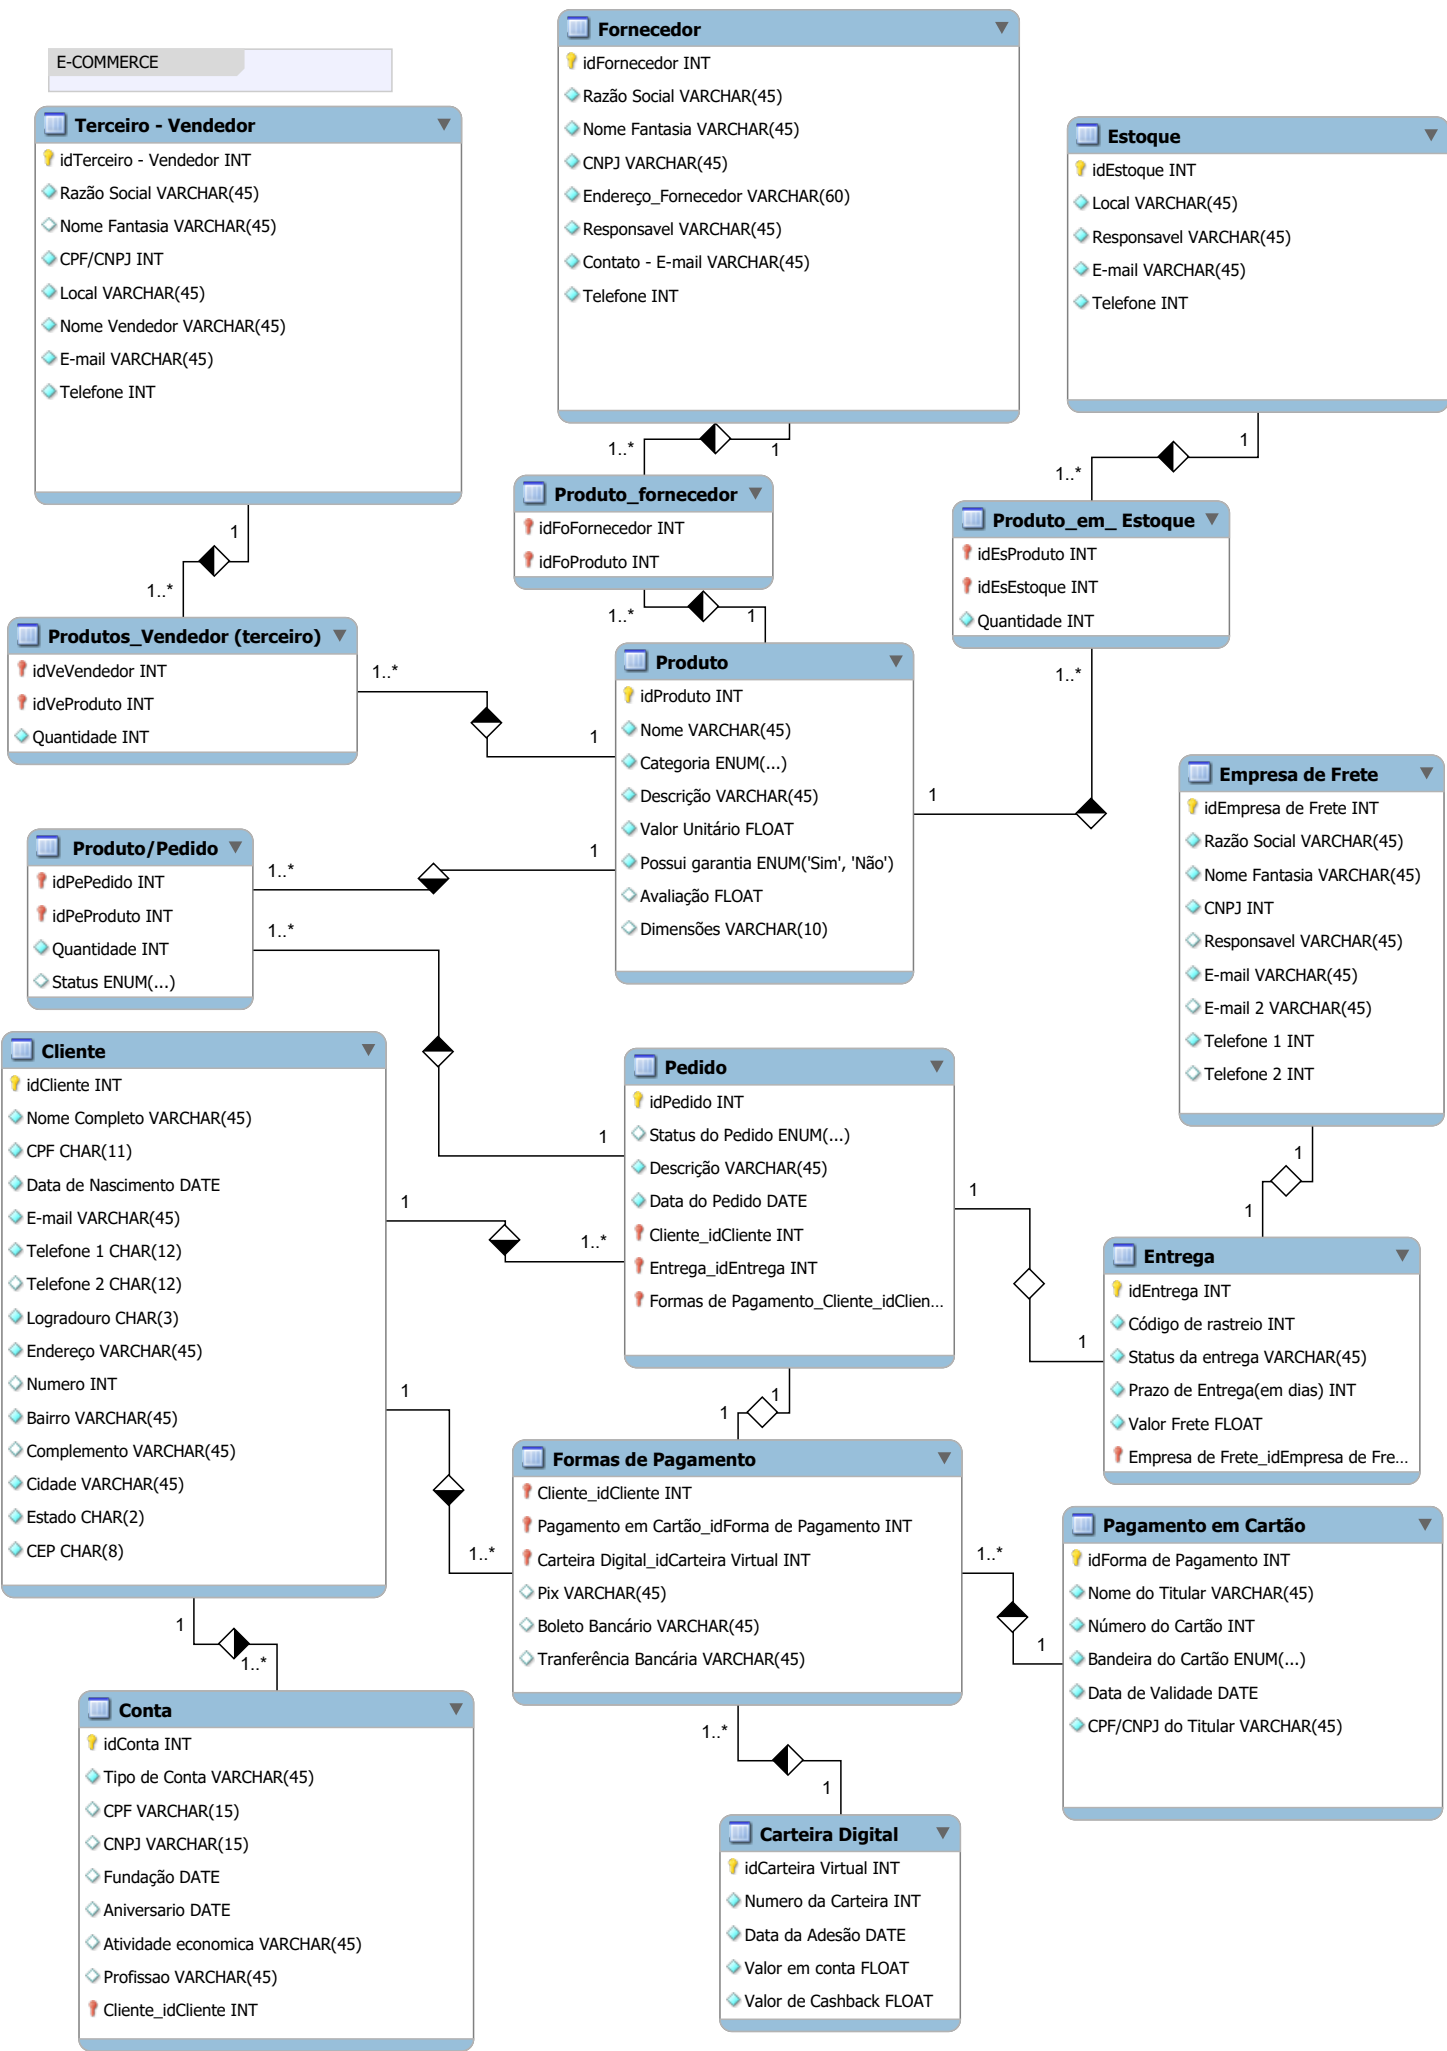 E-COMMERCE
Terceiro - Vendedor
idTerceiro - Vendedor INT
Razão Social VARCHAR(45)
Nome Fantasia VARCHAR(45)
CPF/CNPJ INT
Local VARCHAR(45)
Nome Vendedor VARCHAR(45)
E-mail VARCHAR(45)
Telefone INT
Fornecedor
idFornecedor INT
Razão Social VARCHAR(45)
Nome Fantasia VARCHAR(45)
CNPJ VARCHAR(45)
Endereço_Fornecedor VARCHAR(60)
Responsavel VARCHAR(45)
Contato - E-mail VARCHAR(45)
Telefone INT
Estoque
idEstoque INT
Local VARCHAR(45)
Responsavel VARCHAR(45)
E-mail VARCHAR(45)
Telefone INT
1
1..*
1..*
1
1
1..*
Produto_fornecedor
idFoFornecedor INT
idFoProduto INT
1..*
1
Produto_em_ Estoque
idEsProduto INT
idEsEstoque INT
Quantidade INT
1..*
1
Produtos_Vendedor (terceiro)
idVeVendedor INT
idVeProduto INT
Quantidade INT
1..*
1
Produto
idProduto INT
Nome VARCHAR(45)
Categoria ENUM(...)
Descrição VARCHAR(45)
Valor Unitário FLOAT
Possui garantia ENUM('Sim', 'Não')
Avaliação FLOAT
Dimensões VARCHAR(10)
Empresa de Frete
idEmpresa de Frete INT
Razão Social VARCHAR(45)
Nome Fantasia VARCHAR(45)
CNPJ INT
Responsavel VARCHAR(45)
E-mail VARCHAR(45)
E-mail 2 VARCHAR(45)
Telefone 1 INT
Telefone 2 INT
Produto/Pedido
idPePedido INT
idPeProduto INT
Quantidade INT
Status ENUM(...)
1..*
1
1..*
1
Cliente
idCliente INT
Nome Completo VARCHAR(45)
CPF CHAR(11)
Data de Nascimento DATE
E-mail VARCHAR(45)
Telefone 1 CHAR(12)
Telefone 2 CHAR(12)
Logradouro CHAR(3)
Endereço VARCHAR(45)
Numero INT
Bairro VARCHAR(45)
Complemento VARCHAR(45)
Cidade VARCHAR(45)
Estado CHAR(2)
CEP CHAR(8)
1
1..*
1
1..*
Pedido
idPedido INT
Status do Pedido ENUM(...)
Descrição VARCHAR(45)
Data do Pedido DATE
Cliente_idCliente INT
Entrega_idEntrega INT
Formas de Pagamento_Cliente_idClien...
1
1
1
1
Entrega
idEntrega INT
Código de rastreio INT
Status da entrega VARCHAR(45)
Prazo de Entrega(em dias) INT
Valor Frete FLOAT
Empresa de Frete_idEmpresa de Fre...
1
1
Formas de Pagamento
Cliente_idCliente INT
Pagamento em Cartão_idForma de Pagamento INT
Carteira Digital_idCarteira Virtual INT
Pix VARCHAR(45)
Boleto Bancário VARCHAR(45)
Tranferência Bancária VARCHAR(45)
1..*
1
Pagamento em Cartão
idForma de Pagamento INT
Nome do Titular VARCHAR(45)
Número do Cartão INT
Bandeira do Cartão ENUM(...)
Data de Validade DATE
CPF/CNPJ do Titular VARCHAR(45)
1
1..*
Conta
idConta INT
Tipo de Conta VARCHAR(45)
CPF VARCHAR(15)
CNPJ VARCHAR(15)
Fundação DATE
Aniversario DATE
Atividade economica VARCHAR(45)
Profissao VARCHAR(45)
Cliente_idCliente INT
1..*
1
Carteira Digital
idCarteira Virtual INT
Numero da Carteira INT
Data da Adesão DATE
Valor em conta FLOAT
Valor de Cashback FLOAT